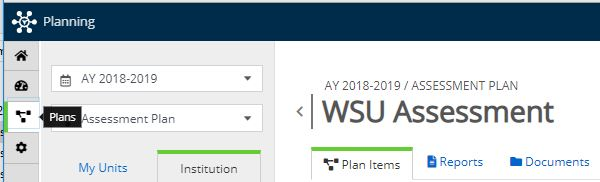 Planning
AY 2018-2019
Plans
Assessment Plan
My Units
Institution
AY 2018-2019 / ASSESSMENT PLAN
WSU Assessment
Plan Items
Reports
Documents